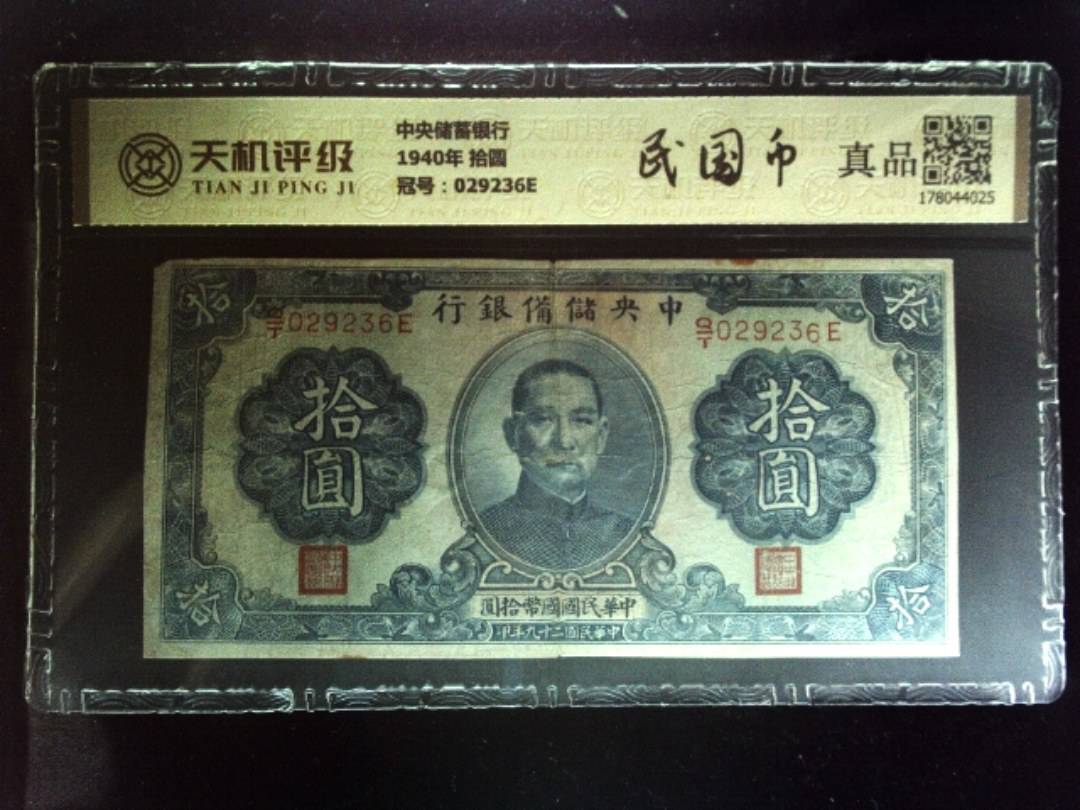 天机评级
TIAN JI PING JI
中央储蓄银行
1940年 拾圆
冠号：029236E
民国币
真品
178044025
行銀備儲央中
G/T 029236E
G/T 029236E
拾
拾
拾圓
拾圓
圓拾幣國國民華中
印年九十二國民華中
拾
拾